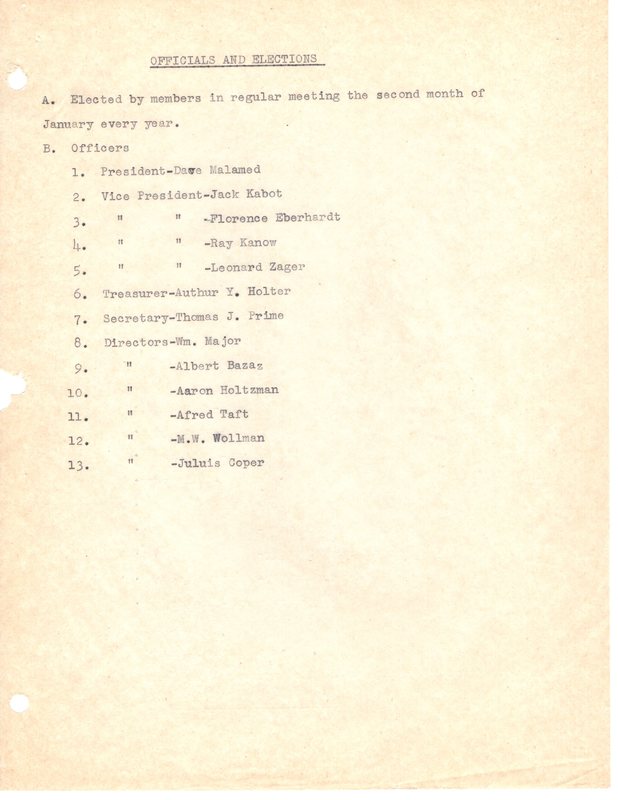 OFFICIALS AND ELECTIONS
A. Elected by members in regular meeting the second month of
January every year.
B. Officers
1. President-Dave Malamed
2. Vice President-Jack Kabot
3. " " -Florence Eberhardt
4. " " -Ray Kanow
5. " " -Leonard Zager
6. Treasurer-Authur Y. Holter
7. Secretary-Thomas J. Prime
8. Directors-Wm. Major
9. " -Albert Bazaz
10. " -Aaron Holtzman
11. " -Afred Taft
12. " -M.W. Wollman
13. " -Juluis Coper